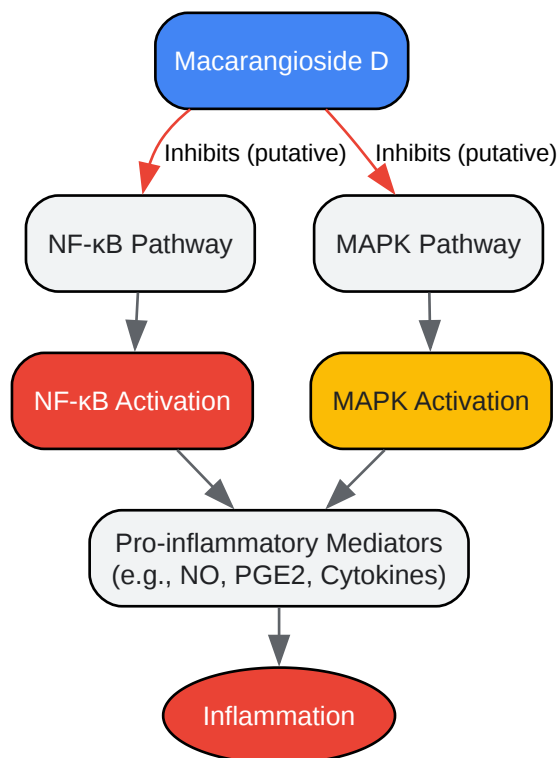 Macarangioside D
Inhibits (putative)
Inhibits (putative)
NF-κB Pathway
MAPK Pathway
NF-κB Activation
MAPK Activation
Pro-inflammatory Mediators
(e.g., NO, PGE2, Cytokines)
Inflammation